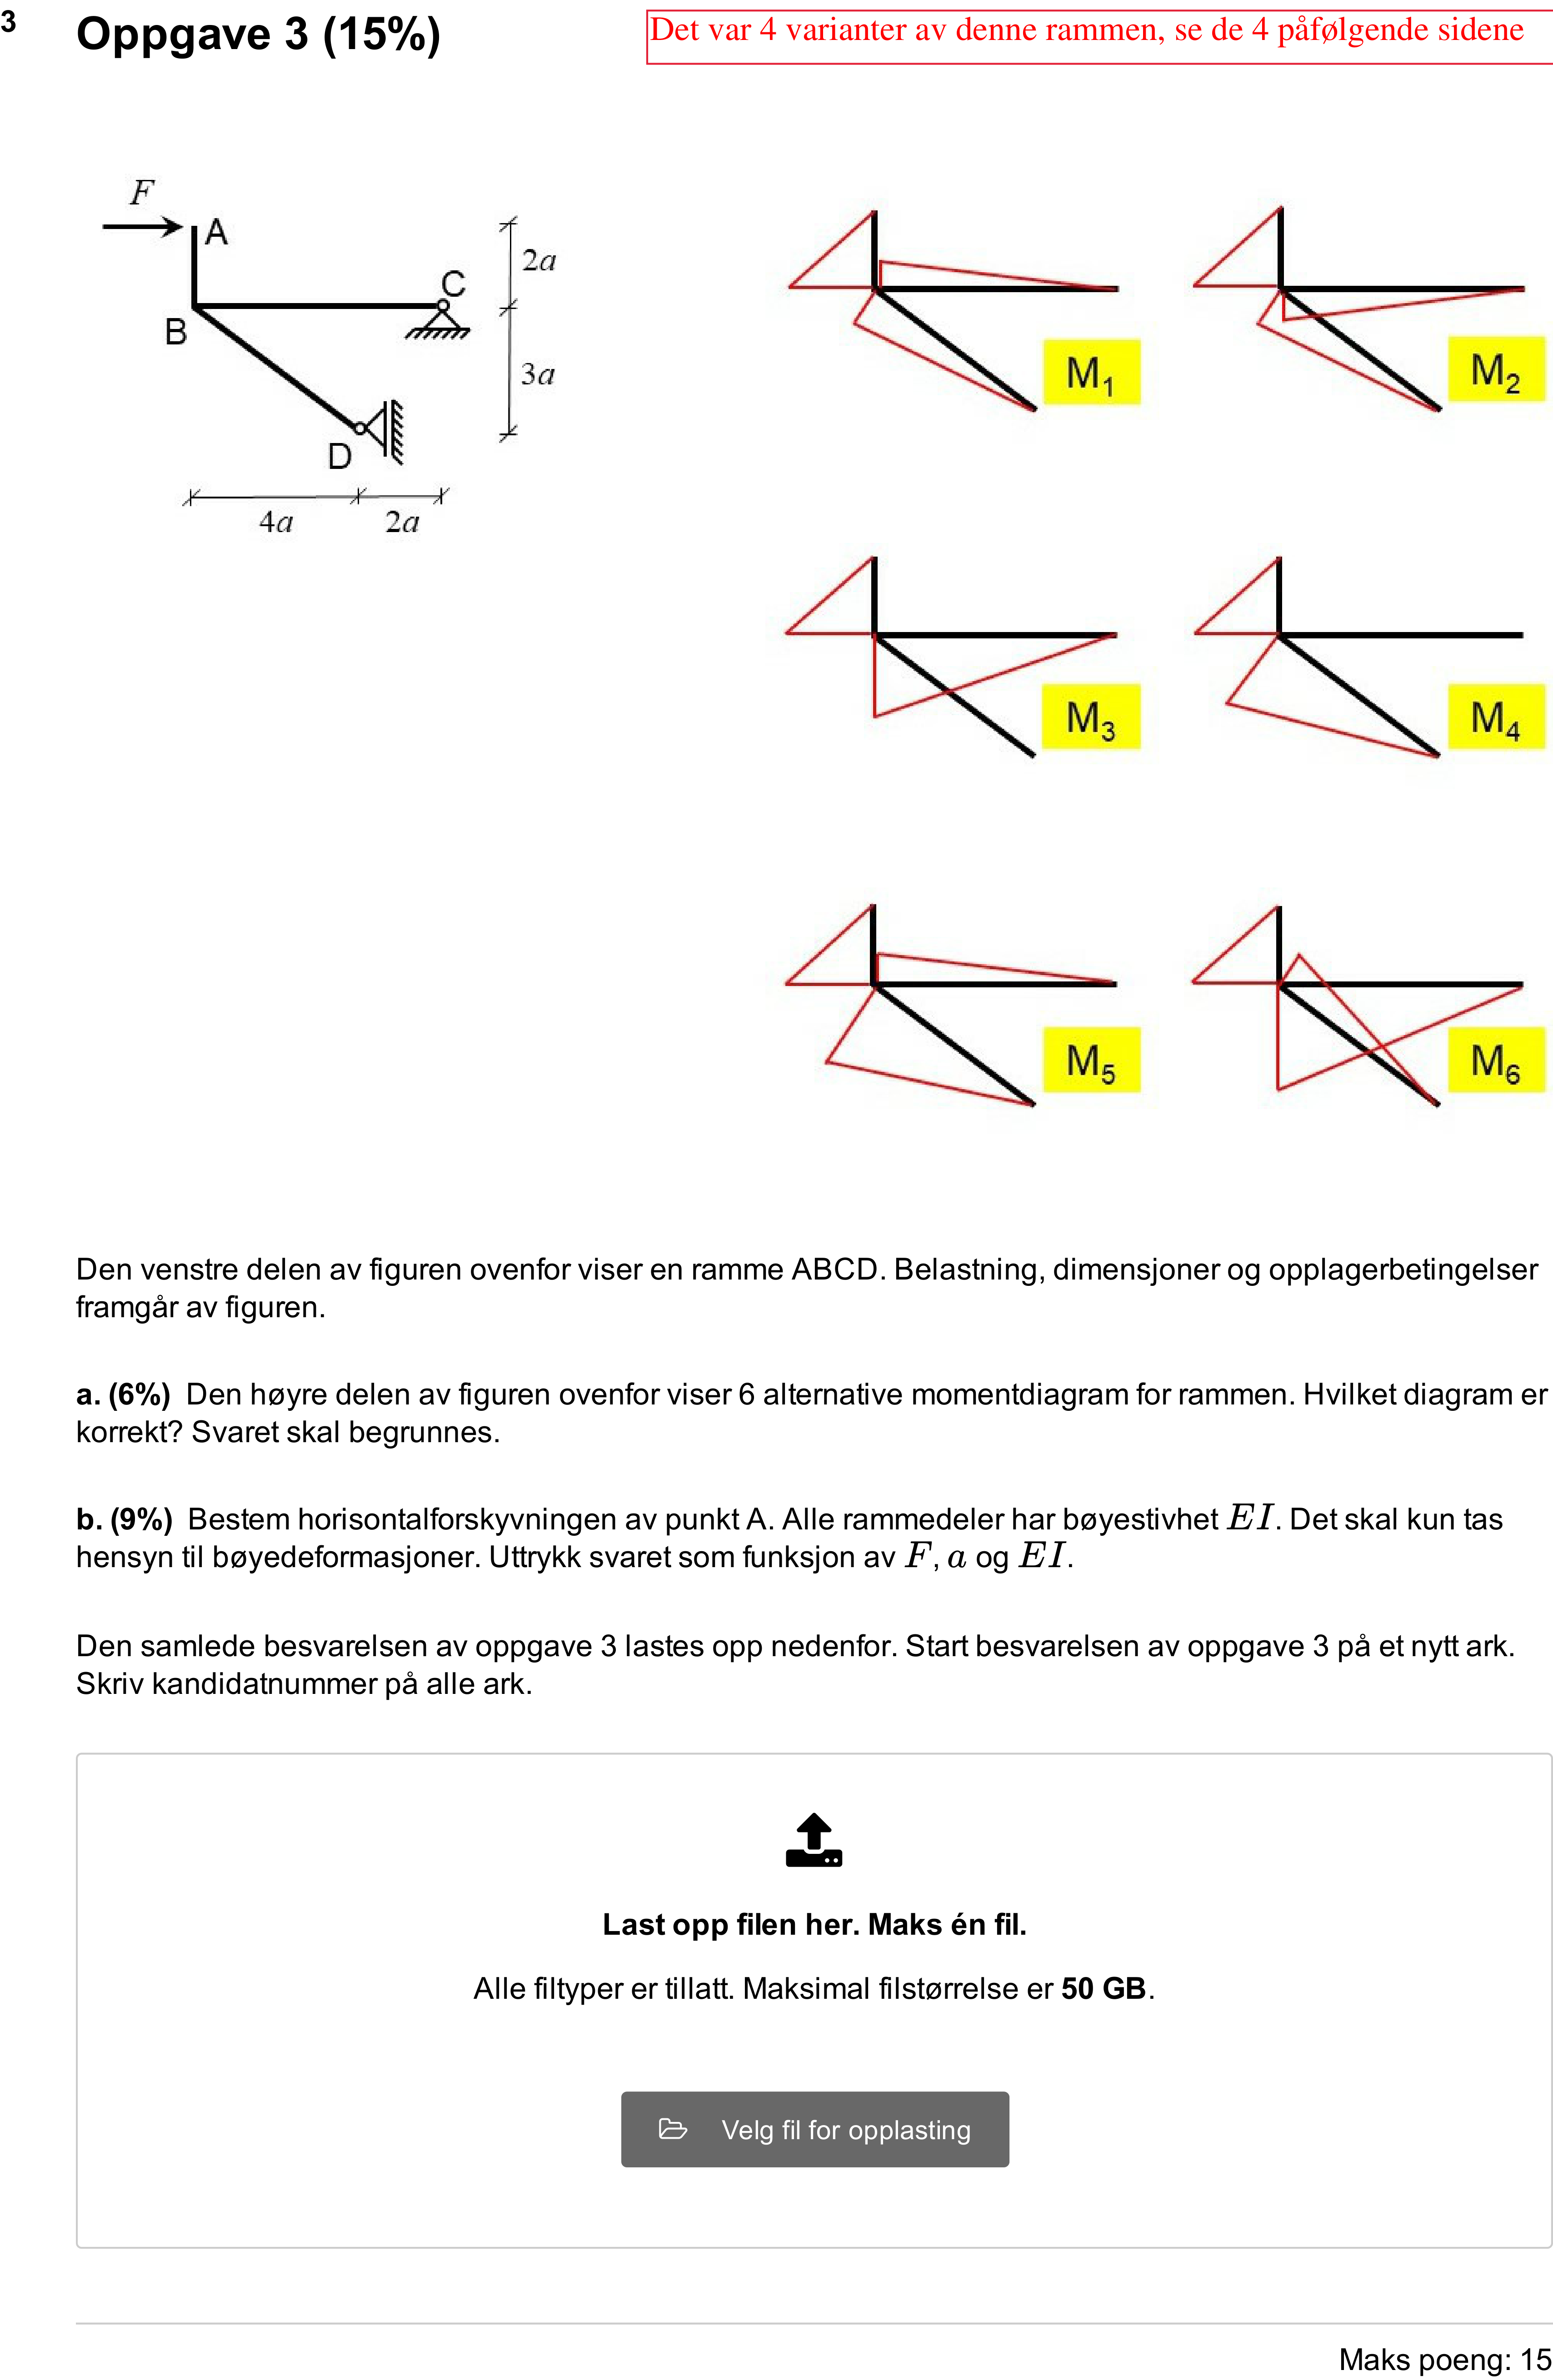 3
Oppgave 3 (15%)
Det var 4 varianter av denne rammen, se de 4 påfølgende sidene
F
A
2a
C
B
3a
D
4a
2a
M1
M2
M3
M4
M5
M6
Den venstre delen av figuren ovenfor viser en ramme ABCD. Belastning, dimensjoner og opplagerbetingelser
framgår av figuren.
a. (6%) Den høyre delen av figuren ovenfor viser 6 alternative momentdiagram for rammen. Hvilket diagram er
korrekt? Svaret skal begrunnes.
b. (9%) Bestem horisontalforskyvningen av punkt A. Alle rammedeler har bøyestivhet EI. Det skal kun tas
hensyn til bøyedeformasjoner. Uttrykk svaret som funksjon av F, a og EI.
Den samlede besvarelsen av oppgave 3 lastes opp nedenfor. Start besvarelsen av oppgave 3 på et nytt ark.
Skriv kandidatnummer på alle ark.
Last opp filen her. Maks én fil.
Alle filtyper er tillatt. Maksimal filstørrelse er 50 GB.
Velg fil for opplasting
Maks poeng: 15